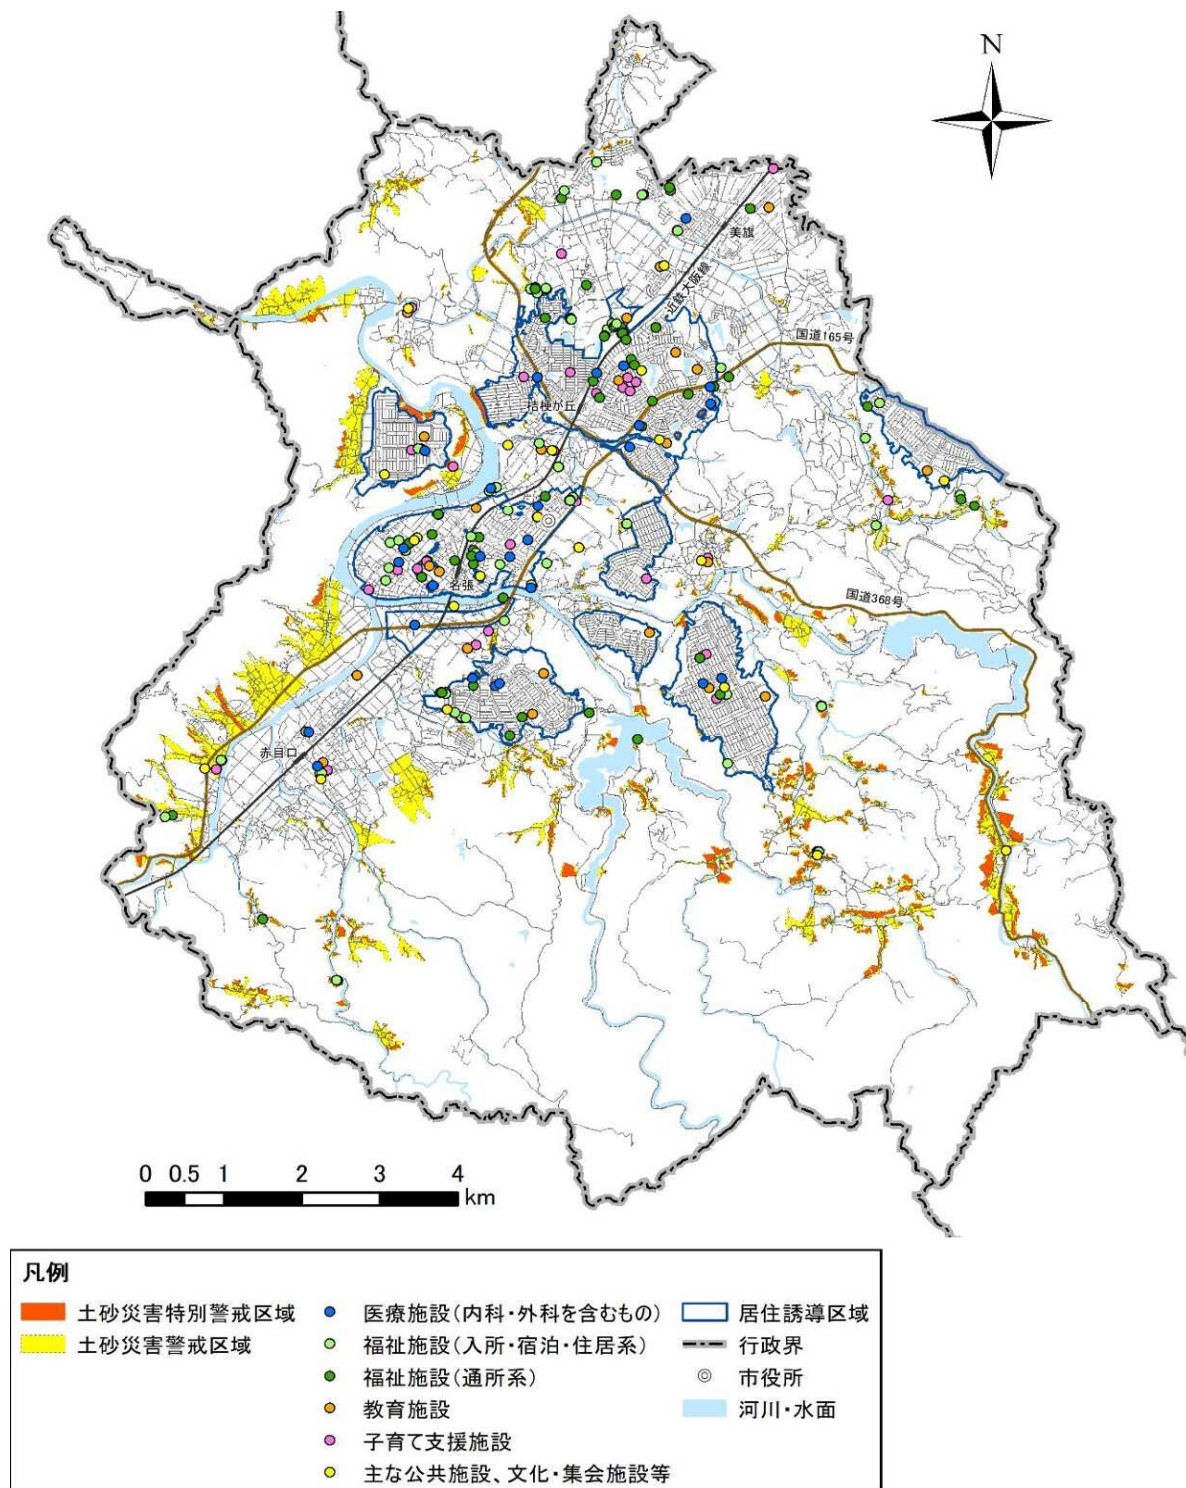 N
美旗
近鉄大阪線
国道165号
桔梗が丘
国道368号
名張
赤目口
0 0.5 1 2 3 4
km
凡例
土砂災害特別警戒区域
土砂災害警戒区域
医療施設(内科・外科を含むもの)
福祉施設(入所・宿泊・住居系)
福祉施設(通所系)
教育施設
子育て支援施設
主な公共施設、文化・集会施設等
居住誘導区域
行政界
市役所
河川・水面